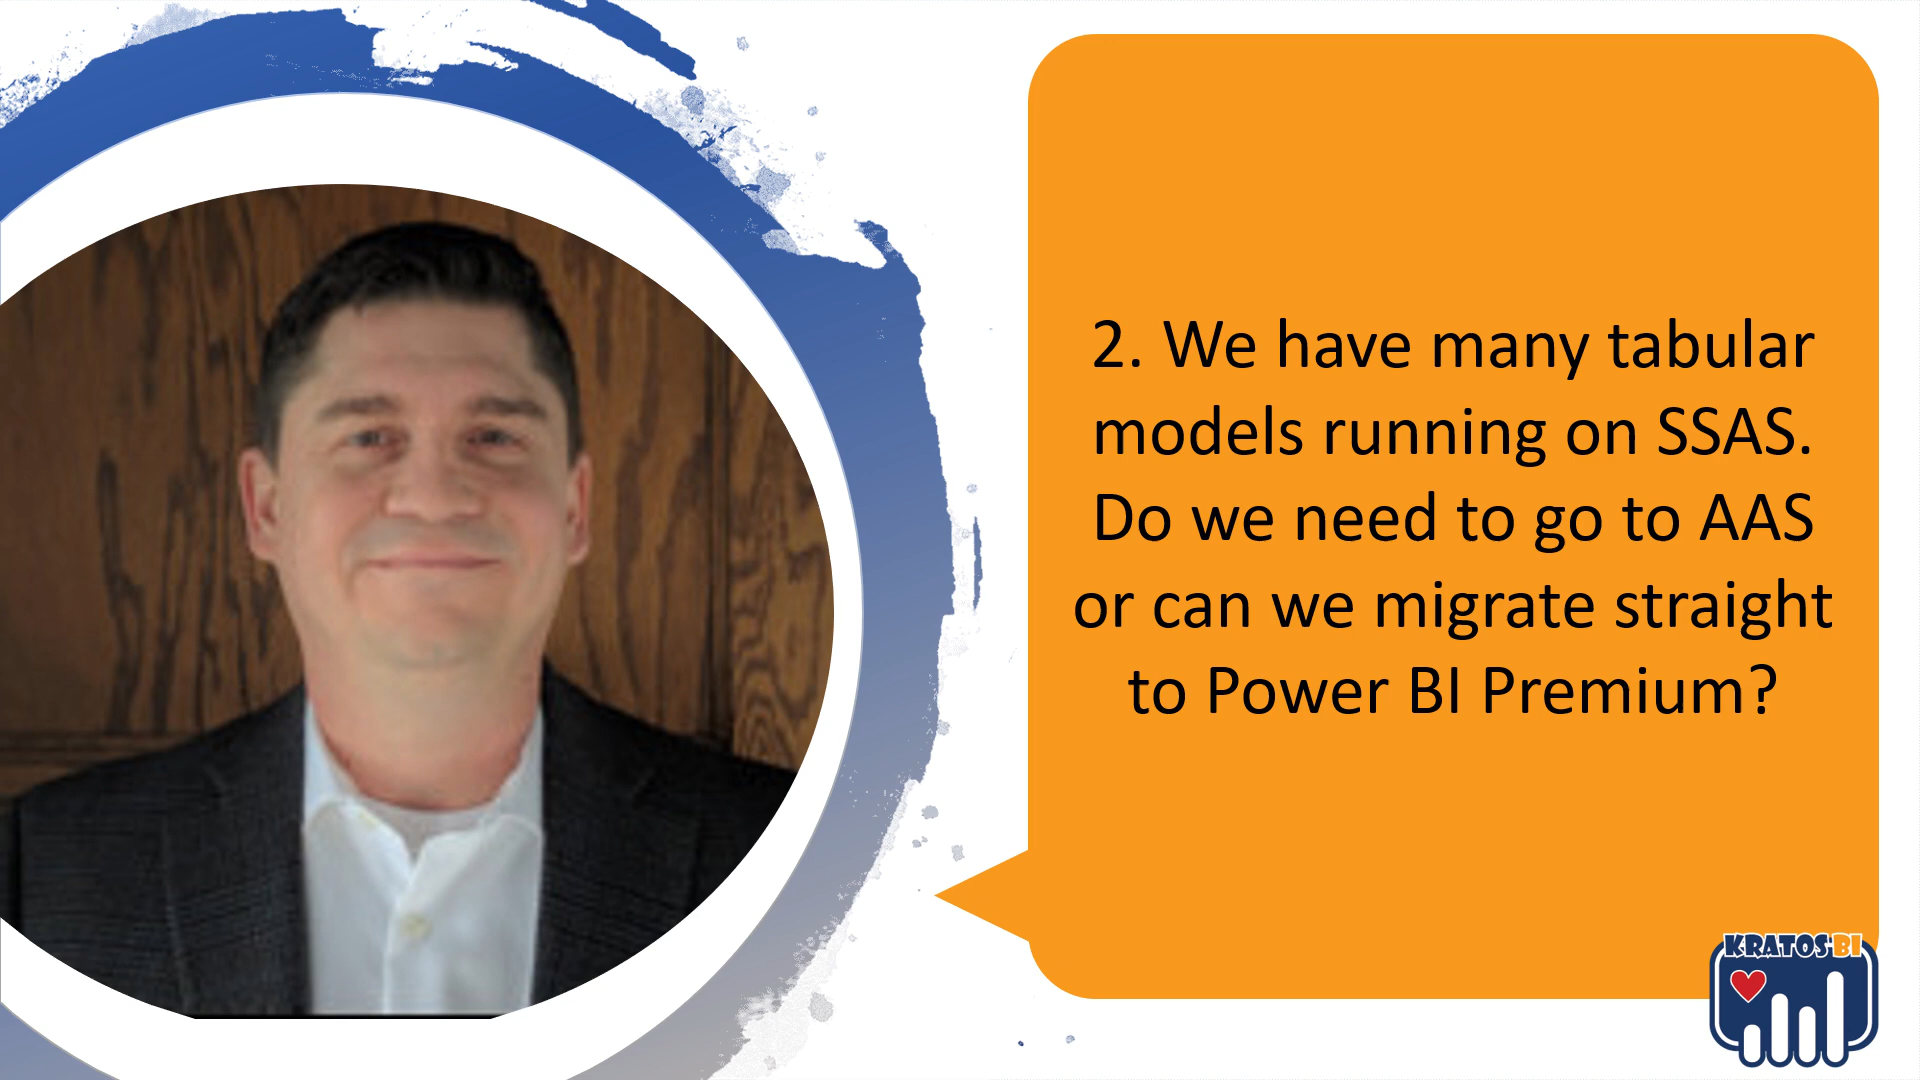 2. We have many tabular
models running on SSAS.
Do we need to go to AAS
or can we migrate straight
to Power BI Premium?
KRATOS BI